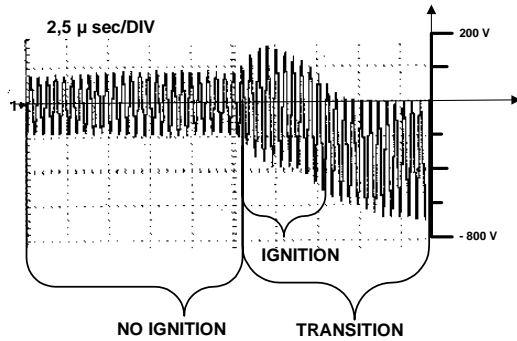 2,5 µ sec/DIV
200 V
1
IGNITION
- 800 V
NO IGNITION
TRANSITION